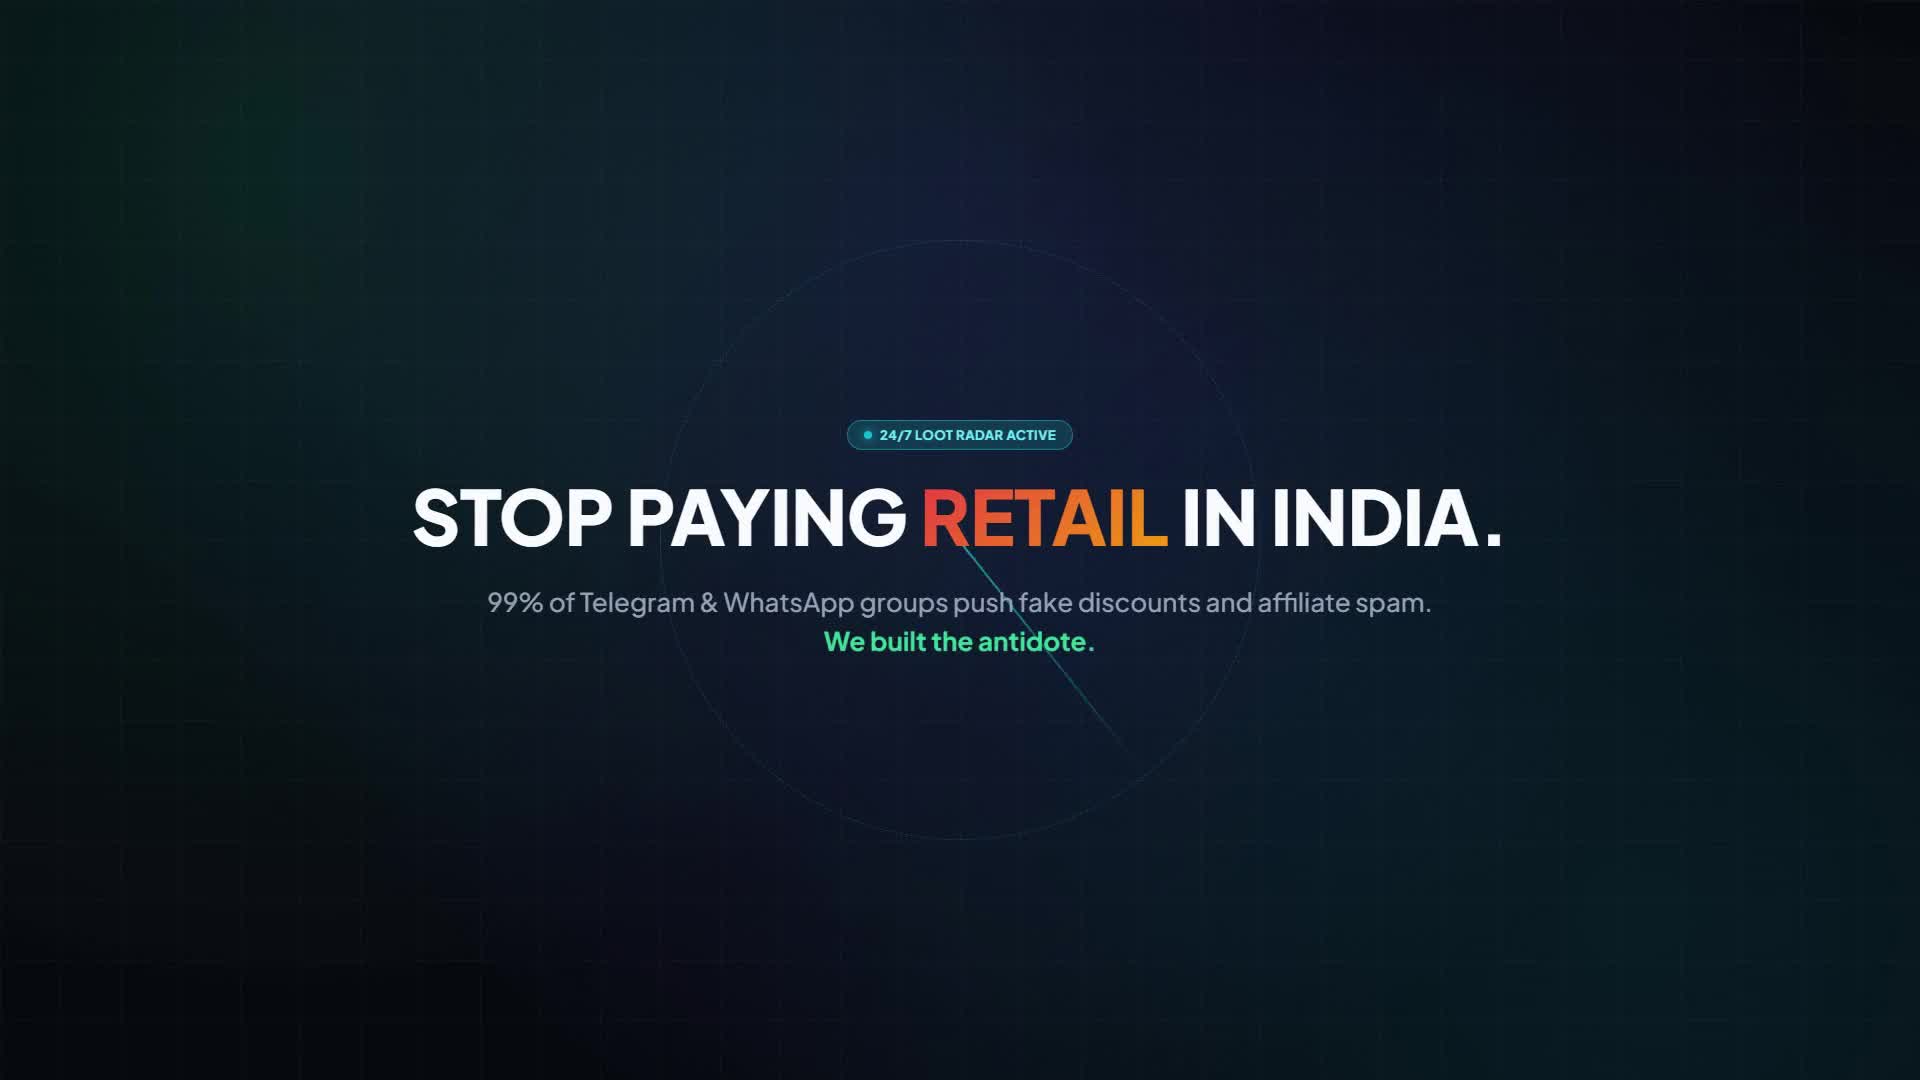 24/7 LOOT RADAR ACTIVE
STOP PAYING RETAIL IN INDIA.
99% of Telegram & WhatsApp groups push fake discounts and affiliate spam.
We built the antidote.